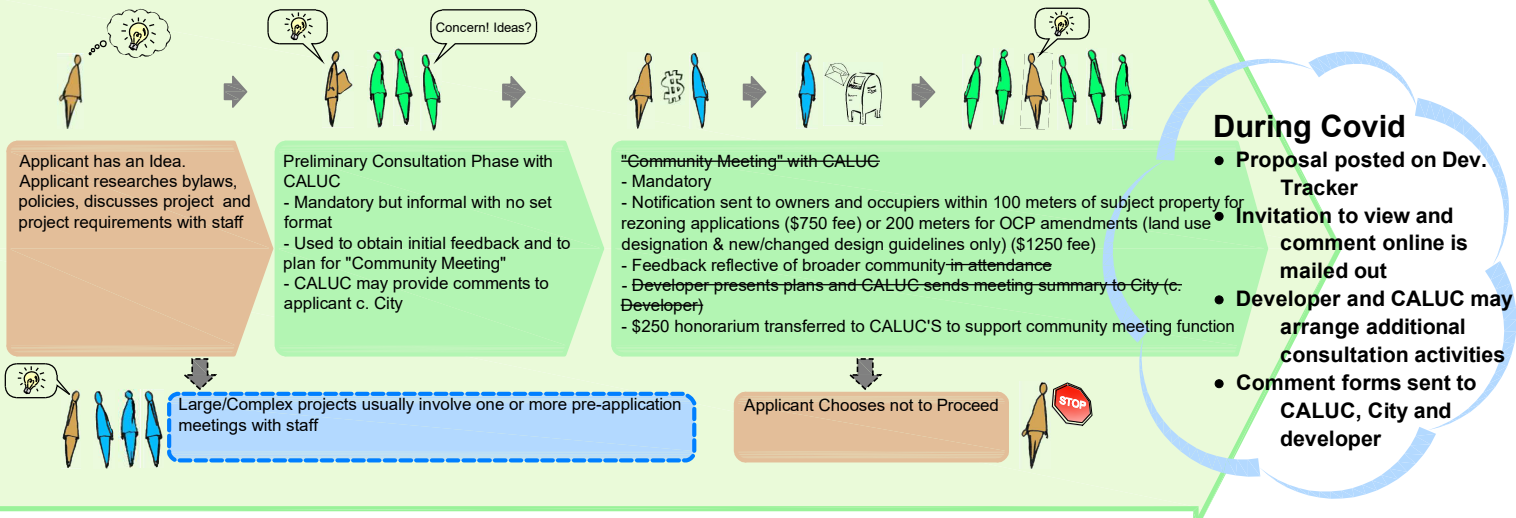 Concern! Ideas?
Applicant has an Idea.
Applicant researches bylaws,
policies, discusses project and
project requirements with staff
Preliminary Consultation Phase with
CALUC
- Mandatory but informal with no set
format
- Used to obtain initial feedback and to
plan for "Community Meeting"
- CALUC may provide comments to
applicant c. City
"Community Meeting" with CALUC
- Mandatory
- Notification sent to owners and occupiers within 100 meters of subject property for
rezoning applications ($750 fee) or 200 meters for OCP amendments (land use
designation & new/changed design guidelines only) ($1250 fee)
- Feedback reflective of broader community in attendance
- Developer presents plans and CALUC sends meeting summary to City (c.
Developer)
- $250 honorarium transferred to CALUC'S to support community meeting function
During Covid
● Proposal posted on Dev.
Tracker
● Invitation to view and
comment online is
mailed out
● Developer and CALUC may
arrange additional
consultation activities
● Comment forms sent to
CALUC, City and
developer
Large/Complex projects usually involve one or more pre-application
meetings with staff
Applicant Chooses not to Proceed
STOP